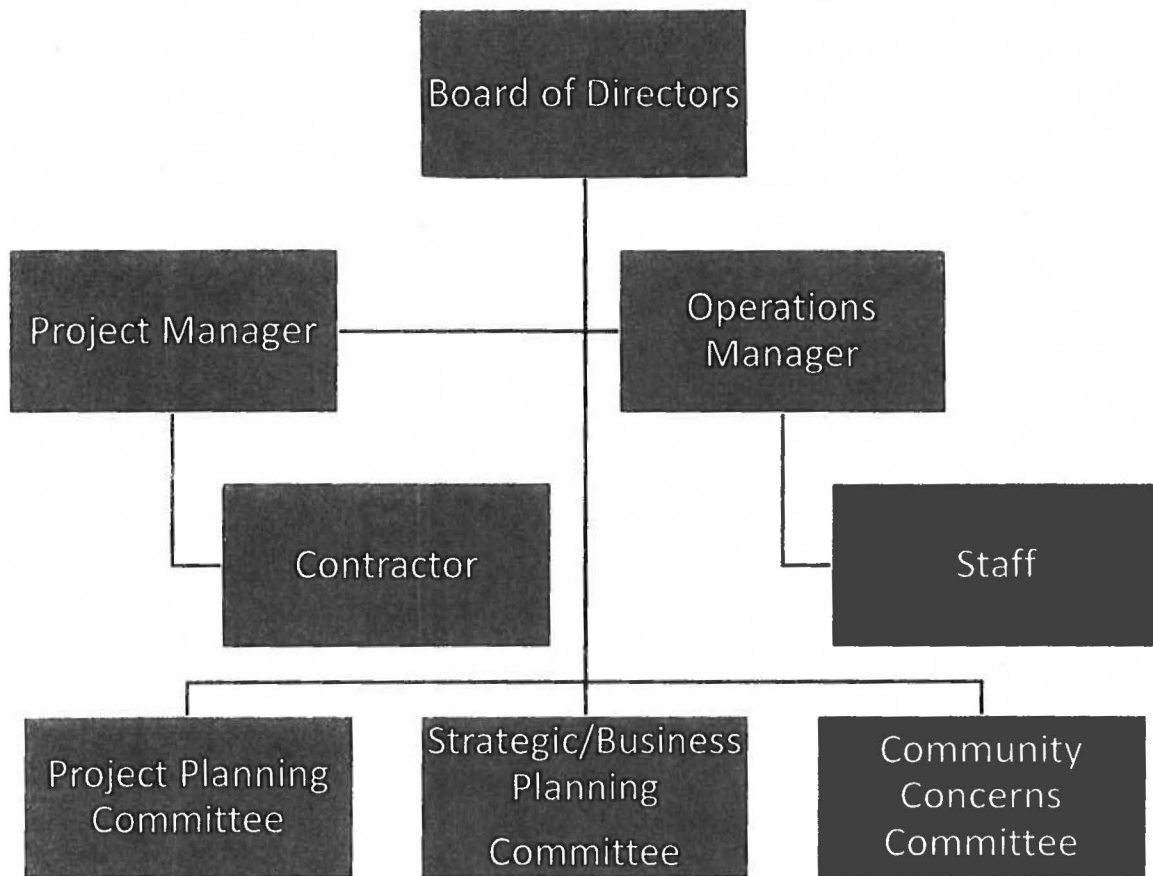 Board of Directors
Project Manager
Operations
Manager
Contractor
Staff
Project Planning
Committee
Strategic/Business
Planning
Committee
Community
Concerns
Committee